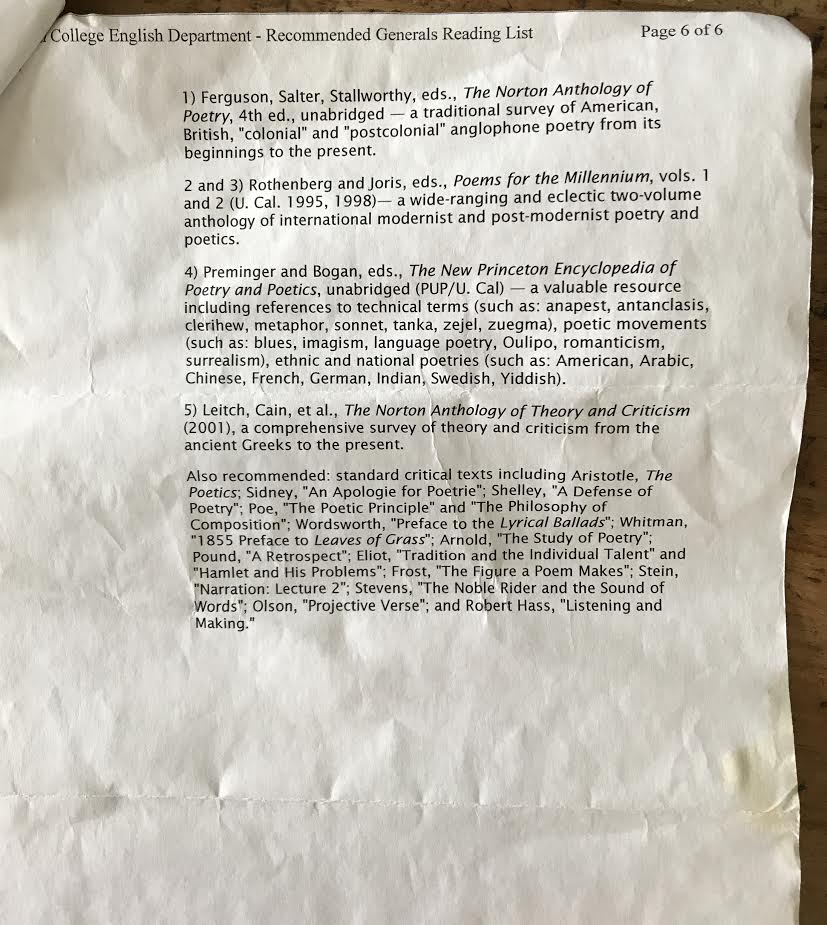 College English Department - Recommended Generals Reading List Page 6 of 6
1) Ferguson, Salter, Stallworthy, eds., The Norton Anthology of
Poetry, 4th ed., unabridged — a traditional survey of American,
British, "colonial" and "postcolonial" anglophone poetry from its
beginnings to the present.
2 and 3) Rothenberg and Joris, eds., Poems for the Millennium, vols. 1
and 2 (U. Cal. 1995, 1998)— a wide-ranging and eclectic two-volume
anthology of international modernist and post-modernist poetry and
poetics.
4) Preminger and Bogan, eds., The New Princeton Encyclopedia of
Poetry and Poetics, unabridged (PUP/U. Cal) — a valuable resource
including references to technical terms (such as: anapest, antanclasis,
clerihew, metaphor, sonnet, tanka, zejel, zuegma), poetic movements
(such as: blues, imagism, language poetry, Oulipo, romanticism,
surrealism), ethnic and national poetries (such as: American, Arabic,
Chinese, French, German, Indian, Swedish, Yiddish).
5) Leitch, Cain, et al., The Norton Anthology of Theory and Criticism
(2001), a comprehensive survey of theory and criticism from the
ancient Greeks to the present.
Also recommended: standard critical texts including Aristotle, The
Poetics; Sidney, "An Apologie for Poetrie"; Shelley, "A Defense of
Poetry"; Poe, "The Poetic Principle" and "The Philosophy of
Composition"; Wordsworth, "Preface to the Lyrical Ballads"; Whitman,
"1855 Preface to Leaves of Grass"; Arnold, "The Study of Poetry";
Pound, "A Retrospect"; Eliot, "Tradition and the Individual Talent" and
"Hamlet and His Problems"; Frost, "The Figure a Poem Makes"; Stein,
"Narration: Lecture 2"; Stevens, "The Noble Rider and the Sound of
Words"; Olson, "Projective Verse"; and Robert Hass, "Listening and
Making."